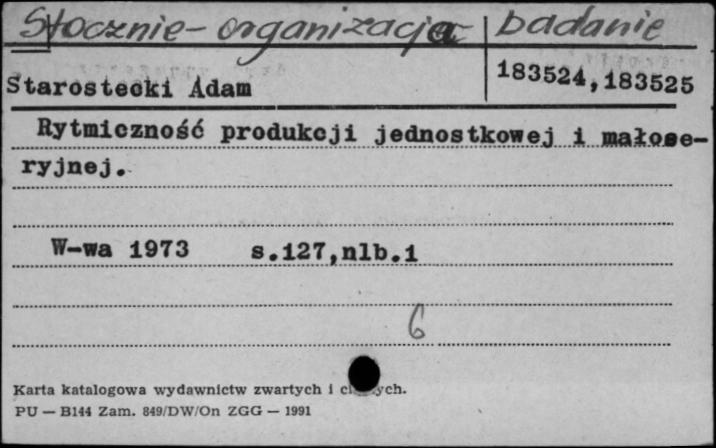 Stocznie - organizacja badanie
Starostecki Adam
183524,183525
Rytmiczność produkcji jednostkowej i małose-
ryjnej.
W-wa 1973 s.127,nlb.1
6
Karta katalogowa wydawnictw zwartych i
PU — B144 Zam. 849/DW/On ZGG — 1991